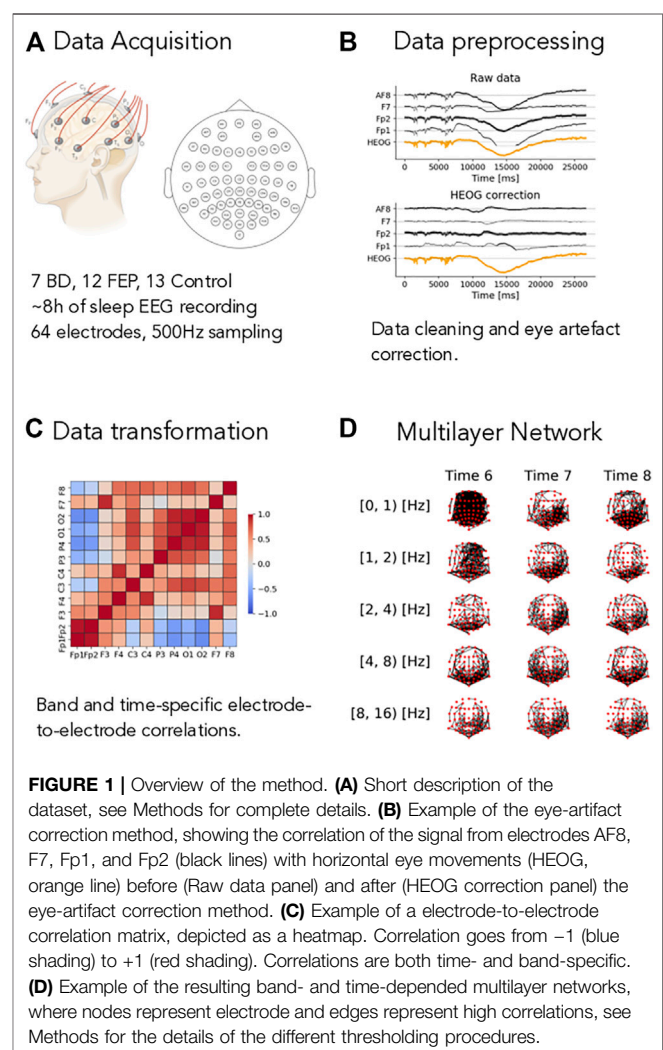 A Data Acquisition
7 BD, 12 FEP, 13 Control
~8h of sleep EEG recording
64 electrodes, 500Hz sampling
B Data preprocessing
Raw data
AF8
F7
Fp2
Fp1
HEOG
0 5000 10000 15000 20000 25000
Time [ms]
HEOG correction
AF8
F7
Fp2
Fp1
HEOG
0 5000 10000 15000 20000 25000
Time [ms]
Data cleaning and eye artefact
correction.
C Data transformation
F8
F7
O2
O1
P4
P3
C4
C3
F4
F3
Fp2
Fp1
Fp1 Fp2 F3 F4 C3 C4 P3 P4 O1 O2 F7 F8
1.0
0.5
0.0
−0.5
−1.0
Band and time-specific electrode-
to-electrode correlations.
D Multilayer Network
Time 6 Time 7 Time 8
[0, 1) [Hz]
[1, 2) [Hz]
[2, 4) [Hz]
[4, 8) [Hz]
[8, 16) [Hz]
FIGURE 1 | Overview of the method. (A) Short description of the
dataset, see Methods for complete details. (B) Example of the eye-artifact
correction method, showing the correlation of the signal from electrodes AF8,
F7, Fp1, and Fp2 (black lines) with horizontal eye movements (HEOG,
orange line) before (Raw data panel) and after (HEOG correction panel) the
eye-artifact correction method. (C) Example of a electrode-to-electrode
correlation matrix, depicted as a heatmap. Correlation goes from −1 (blue
shading) to +1 (red shading). Correlations are both time- and band-specific.
(D) Example of the resulting band- and time-depended multilayer networks,
where nodes represent electrode and edges represent high correlations, see
Methods for the details of the different thresholding procedures.